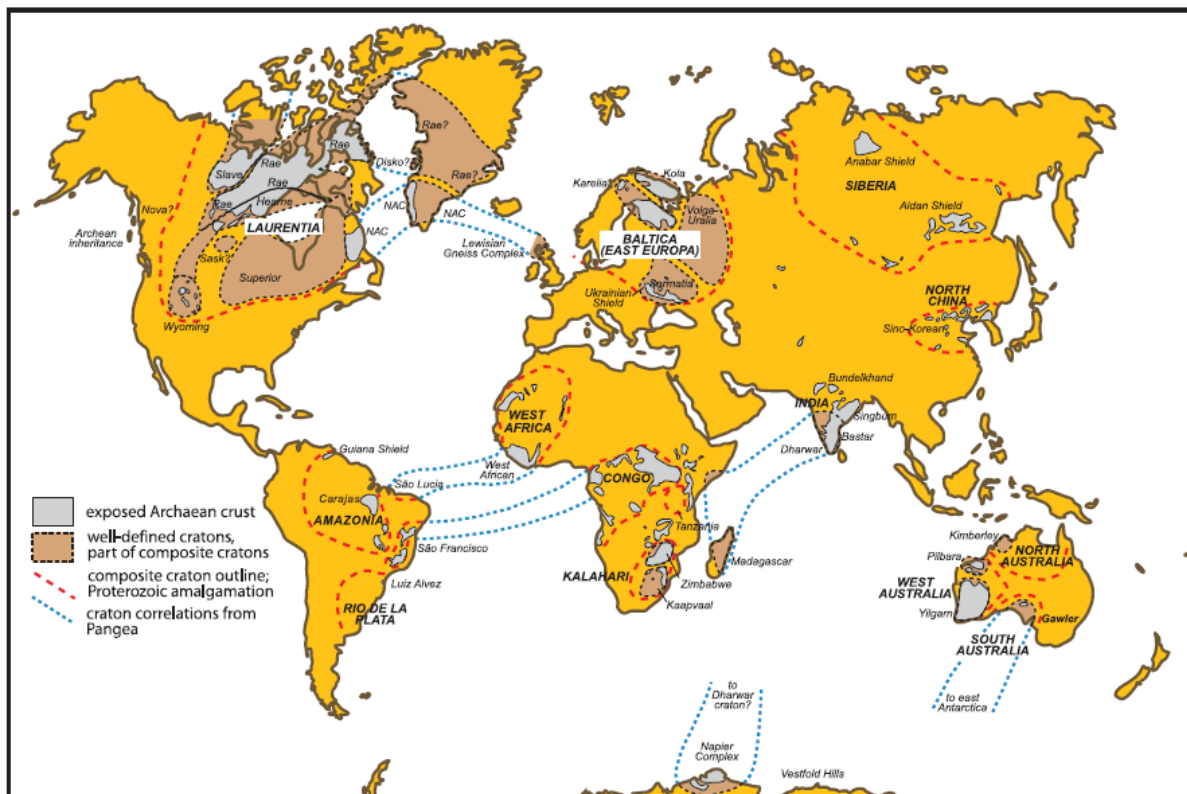 Rae?
Rae
Disko?
Slave
Rae
Rae?
Rae
Nova?
Rae
Hearne
NAC
NAC
LAURENTIA
NAC
Archean
inheritance
Lewisian
Gneiss Complex
Sask?
Superior
Wyoming
Kola
Karelia
Volga-
Uralia
BALTICA
(EAST EUROPA)
Ukrainian
Shield
Sarmatia
Anabar Shield
SIBERIA
Aldan Shield
NORTH
CHINA
Sino-Korean
Bundelkhand
INDIA
Singbum
Bastar
Dharwar
WEST
AFRICA
West
African
Guiana Shield
São Lucia
Carajas
AMAZONIA
São Francisco
Luiz Alvez
RIO DE LA
PLATA
CONGO
Tanzania
Madagascar
KALAHARI
Zimbabwe
Kaapvaal
Kimberley
Pilbara
NORTH
AUSTRALIA
WEST
AUSTRALIA
Yilgarn
Gawler
SOUTH
AUSTRALIA
to east
Antarctica
to
Dharwar
craton?
Napier
Complex
Vestfold Hills
exposed Archaean crust
well-defined cratons,
part of composite cratons
composite craton outline;
Proterozoic amalgamation
craton correlations from
Pangea